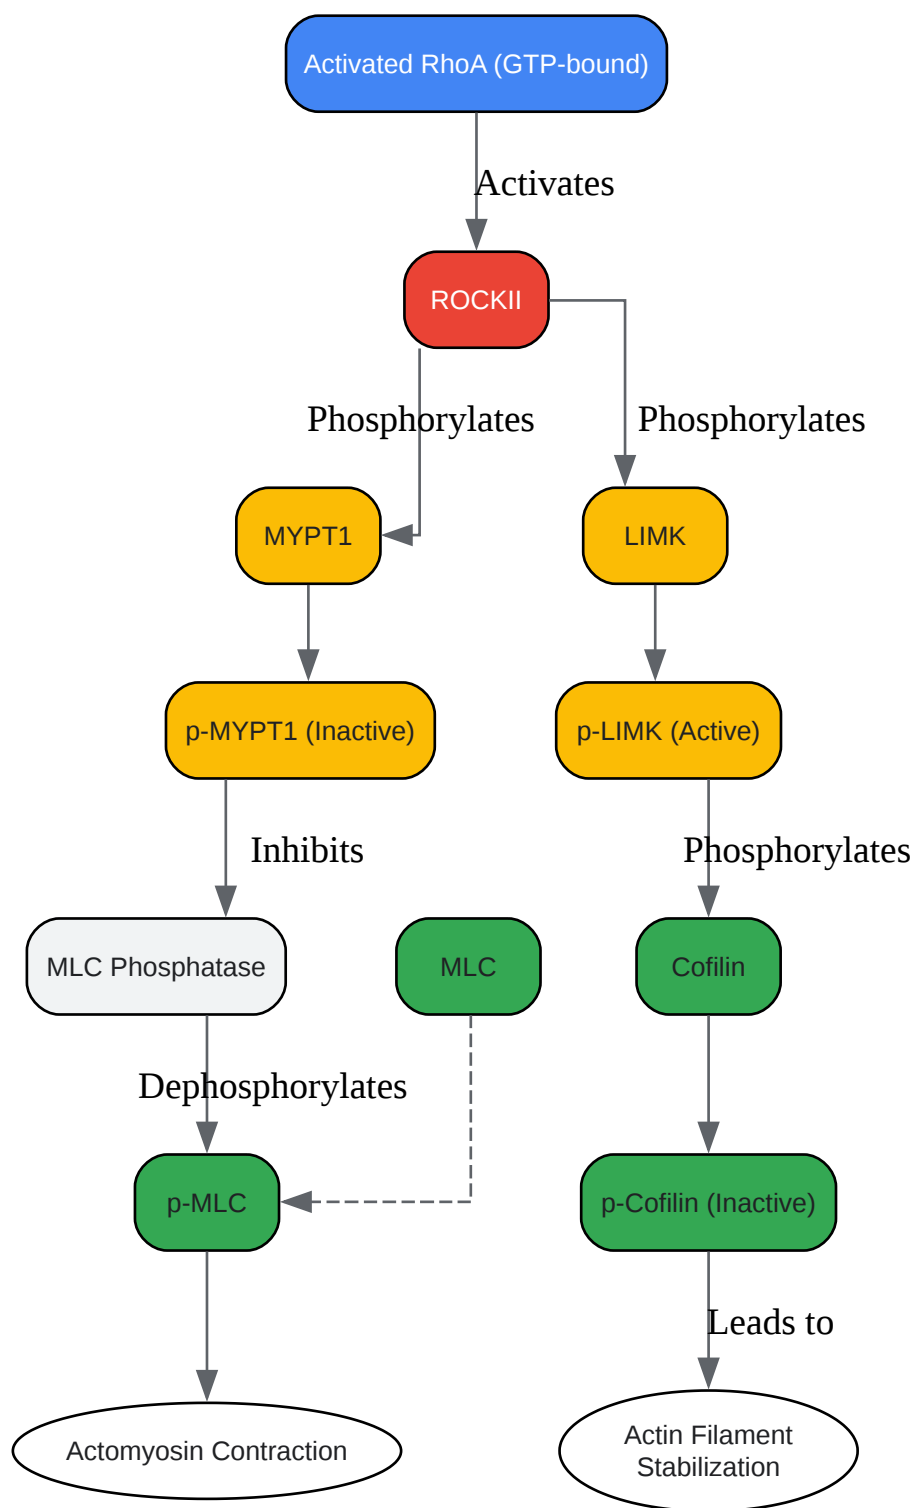 Activated RhoA (GTP-bound)
Activates
ROCKII
Phosphorylates
Phosphorylates
MYPT1
LIMK
p-MYPT1 (Inactive)
p-LIMK (Active)
Inhibits
Phosphorylates
MLC Phosphatase
MLC
Cofilin
Dephosphorylates
p-MLC
p-Cofilin (Inactive)
Leads to
Actomyosin Contraction
Actin Filament
Stabilization